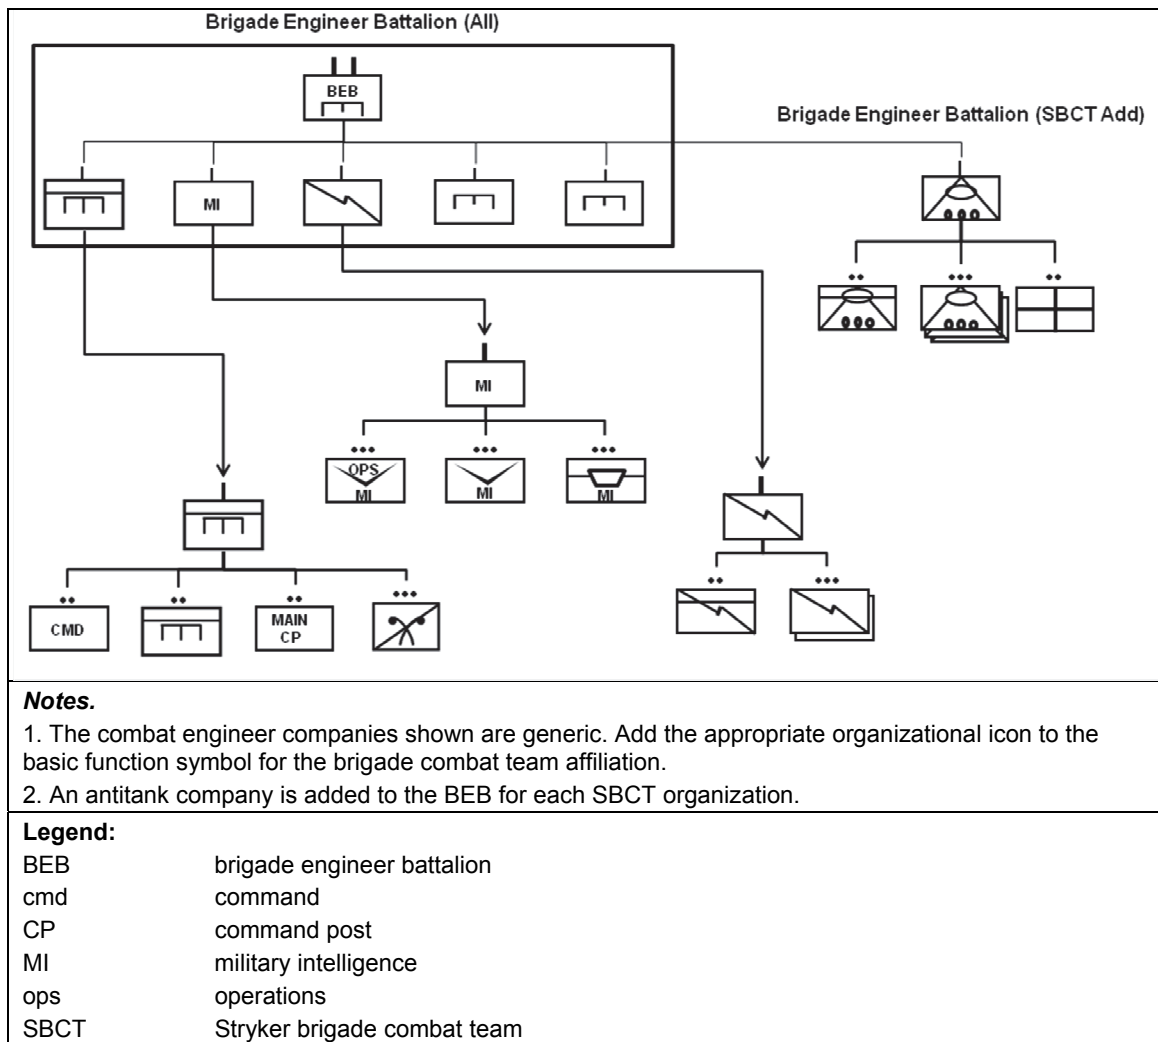 Brigade Engineer Battalion (All)
BEB
Brigade Engineer Battalion (SBCT Add)
MI
MI
OPS
MI
MI
MI
CMD
MAIN
CP
Notes.
1. The combat engineer companies shown are generic. Add the appropriate organizational icon to the
basic function symbol for the brigade combat team affiliation.
2. An antitank company is added to the BEB for each SBCT organization.
Legend:
BEB brigade engineer battalion
cmd command
CP command post
MI military intelligence
ops operations
SBCT Stryker brigade combat team